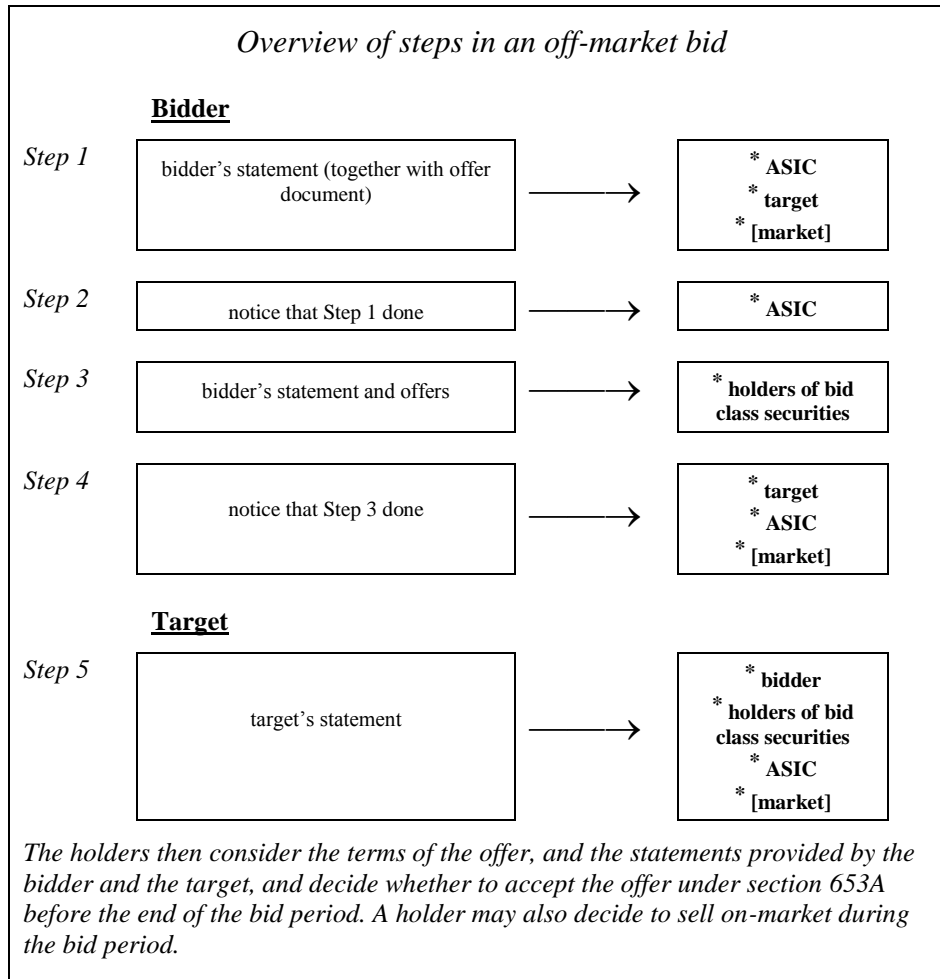 Overview of steps in an off-market bid
Bidder
Step 1
bidder’s statement (together with offer
document)
* ASIC
* target
* [market]
Step 2
notice that Step 1 done
* ASIC
Step 3
bidder’s statement and offers
* holders of bid
class securities
Step 4
notice that Step 3 done
* target
* ASIC
* [market]
Target
Step 5
target’s statement
* bidder
* holders of bid
class securities
* ASIC
* [market]
The holders then consider the terms of the offer, and the statements provided by the
bidder and the target, and decide whether to accept the offer under section 653A
before the end of the bid period. A holder may also decide to sell on-market during
the bid period.